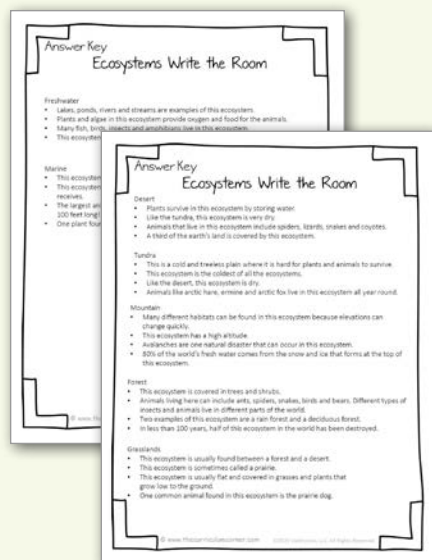 Answer Key
Ecosystems Write the Room
Freshwater
• Lakes, ponds, rivers and streams are examples of this ecosystem.
• Plants and algae in this ecosystem provide oxygen and food for the animals.
• Many fish, birds, insects and amphibians live in this ecosystem.
• This ecosystem
Marine
• This ecosystem
• This ecosystem
receives.
• The largest
100 feet long!
• One plant
Answer Key
Ecosystems Write the Room
Desert
• Plants survive in this ecosystem by storing water.
• Like the tundra, this ecosystem is very dry.
• Animals that live in this ecosystem include spiders, lizards, snakes and coyotes.
• A third of the earth's land is covered by this ecosystem.
Tundra
• This is a cold and treeless plain where it is hard for plants and animals to survive.
• This ecosystem is the coldest of all the ecosystems.
• Like the desert, this ecosystem is dry.
• Animals like arctic hare, ermine and arctic fox live in this ecosystem all year round.
Mountain
• Many different habitats can be found in this ecosystem because elevations can
change quickly.
• This ecosystem has a high altitude.
• Avalanches are one natural disaster that can occur in this ecosystem.
• 80% of the world's fresh water comes from the snow and ice that forms at the top of
this ecosystem.
Forest
• This ecosystem is covered in trees and shrubs.
• Animals living here can include ants, spiders, snakes, birds and bears. Different types of
insects and animals live in different parts of the world.
• Two examples of this ecosystem are a rain forest and a deciduous forest.
• In less than 100 years, half of this ecosystem in the world has been destroyed.
Grasslands
• This ecosystem is usually found between a forest and a desert.
• This ecosystem is sometimes called a prairie.
• This ecosystem is usually flat and covered in grasses and plants that
grow low to the ground.
• One common animal found in this ecosystem is the prairie dog.
© www.thecurriculumcorner.com